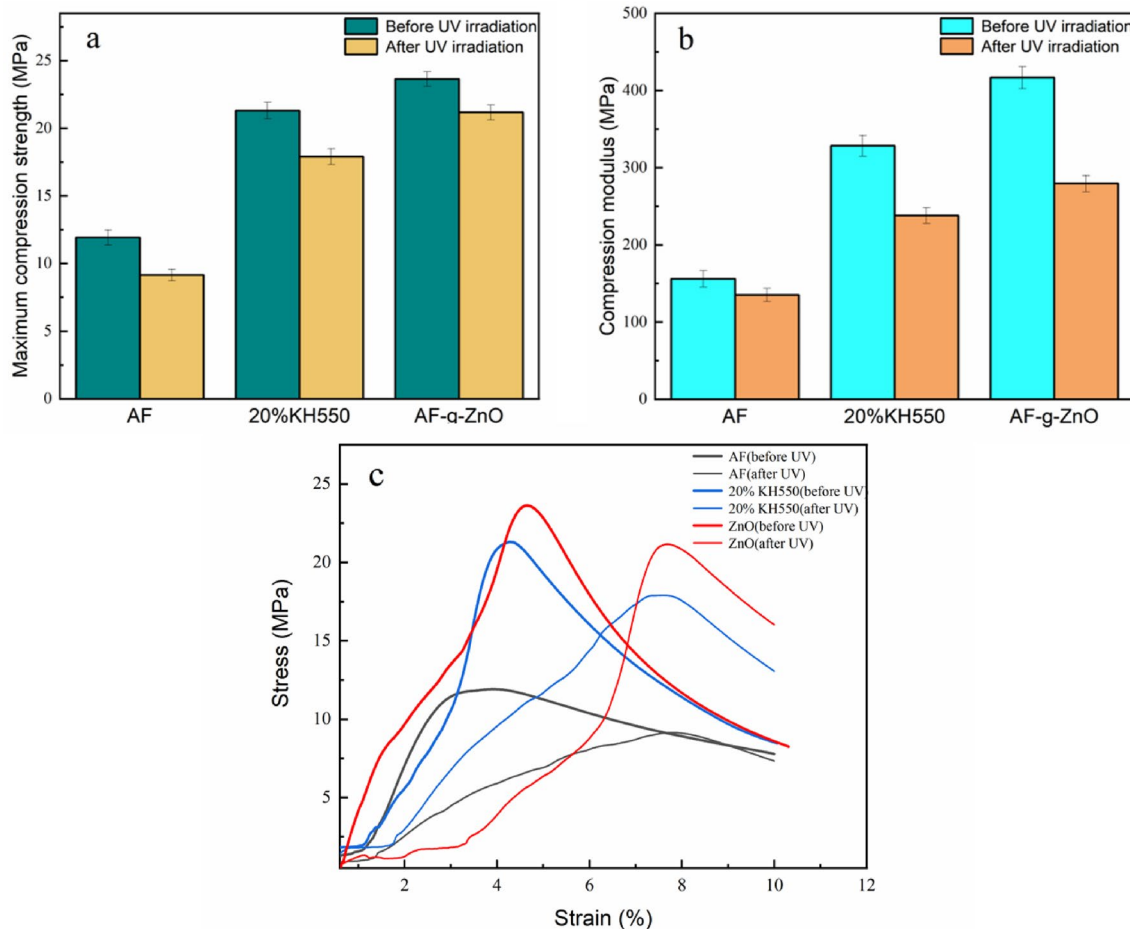 a
Before UV irradiation
After UV irradiation
Maximum compression strength (MPa)
25
20
15
10
5
0
AF
20%KH550
AF-g-ZnO
b
Before UV irradiation
After UV irradiation
Compression modulus (MPa)
500
400
300
200
100
0
AF
20%KH550
AF-g-ZnO
c
AF(before UV)
AF(after UV)
20% KH550(before UV)
20% KH550(after UV)
ZnO(before UV)
ZnO(after UV)
Stress (MPa)
25
20
15
10
5
2
4
6
8
10
12
Strain (%)